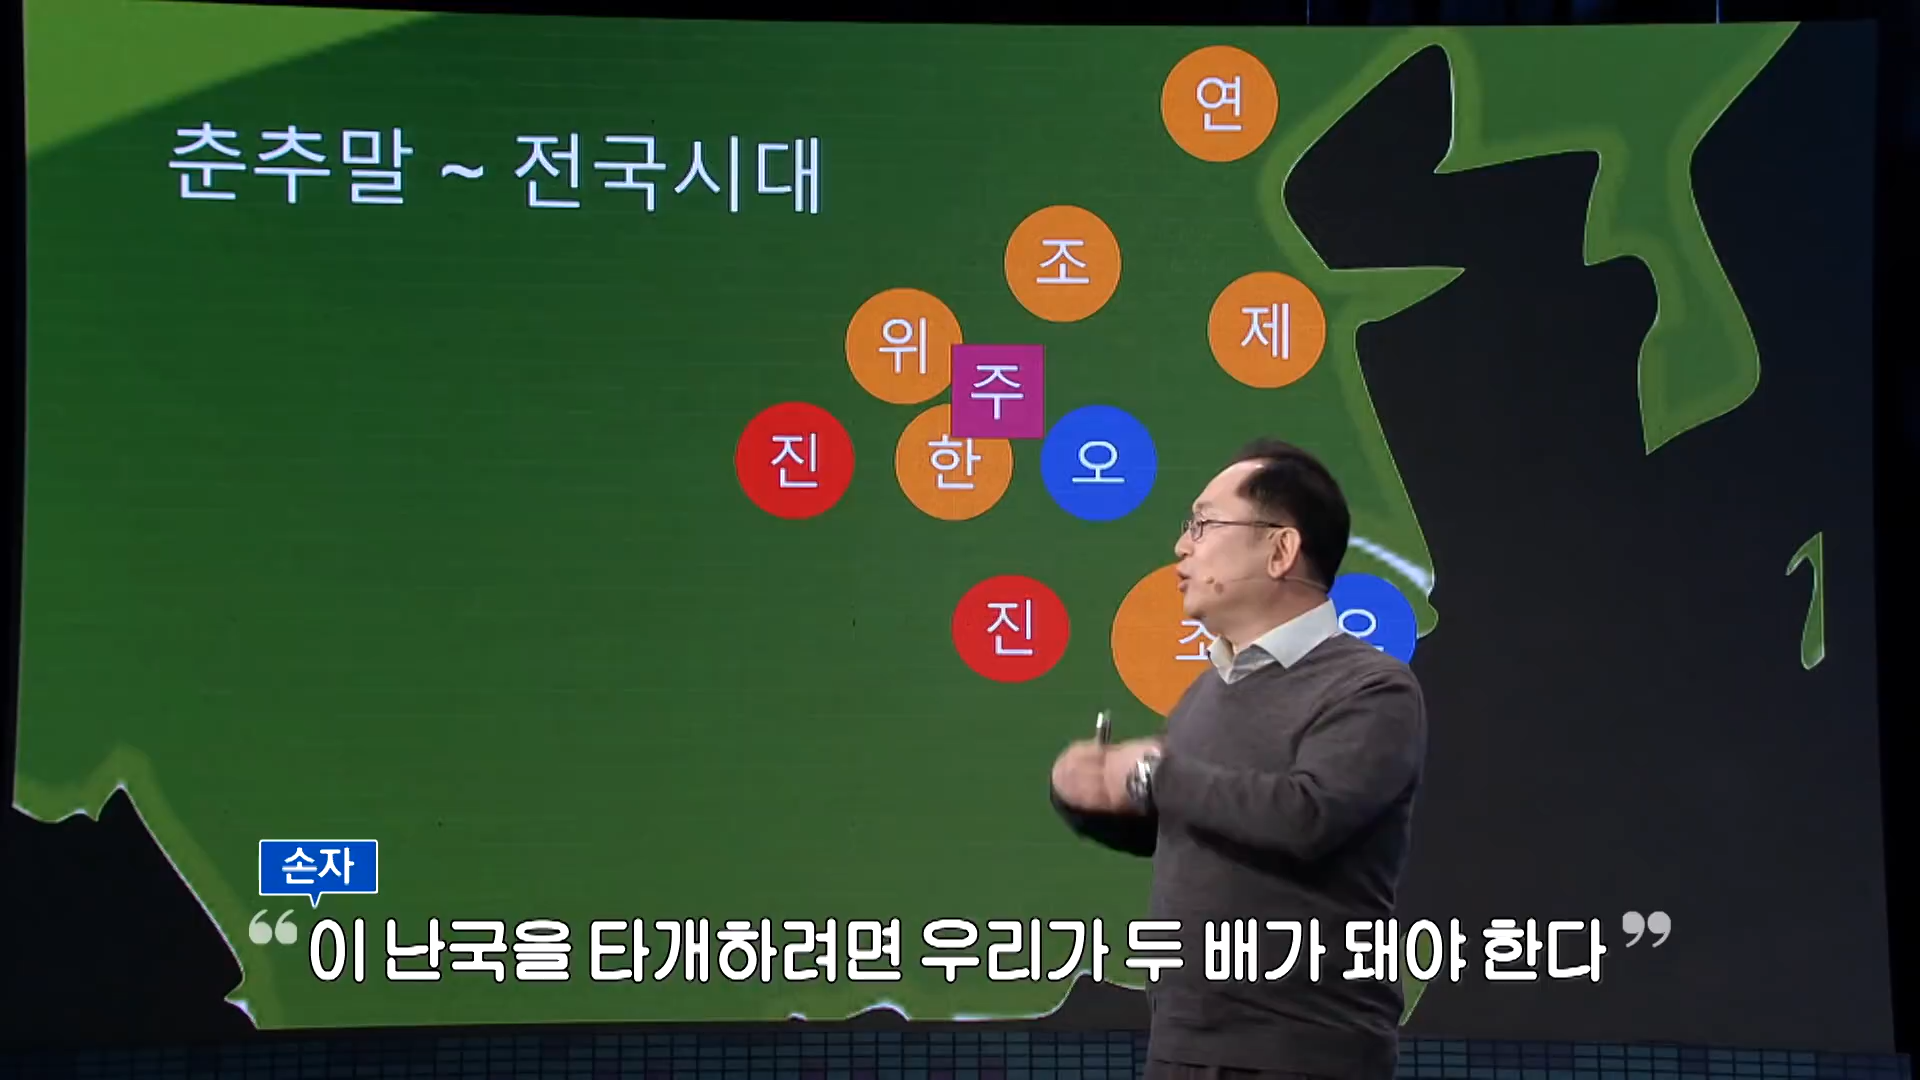 춘추말 ~ 전국시대
연
조
제
위
주
진
한
오
진
오
손자
“이 난국을 타개하려면 우리가 두 배가 돼야 한다”